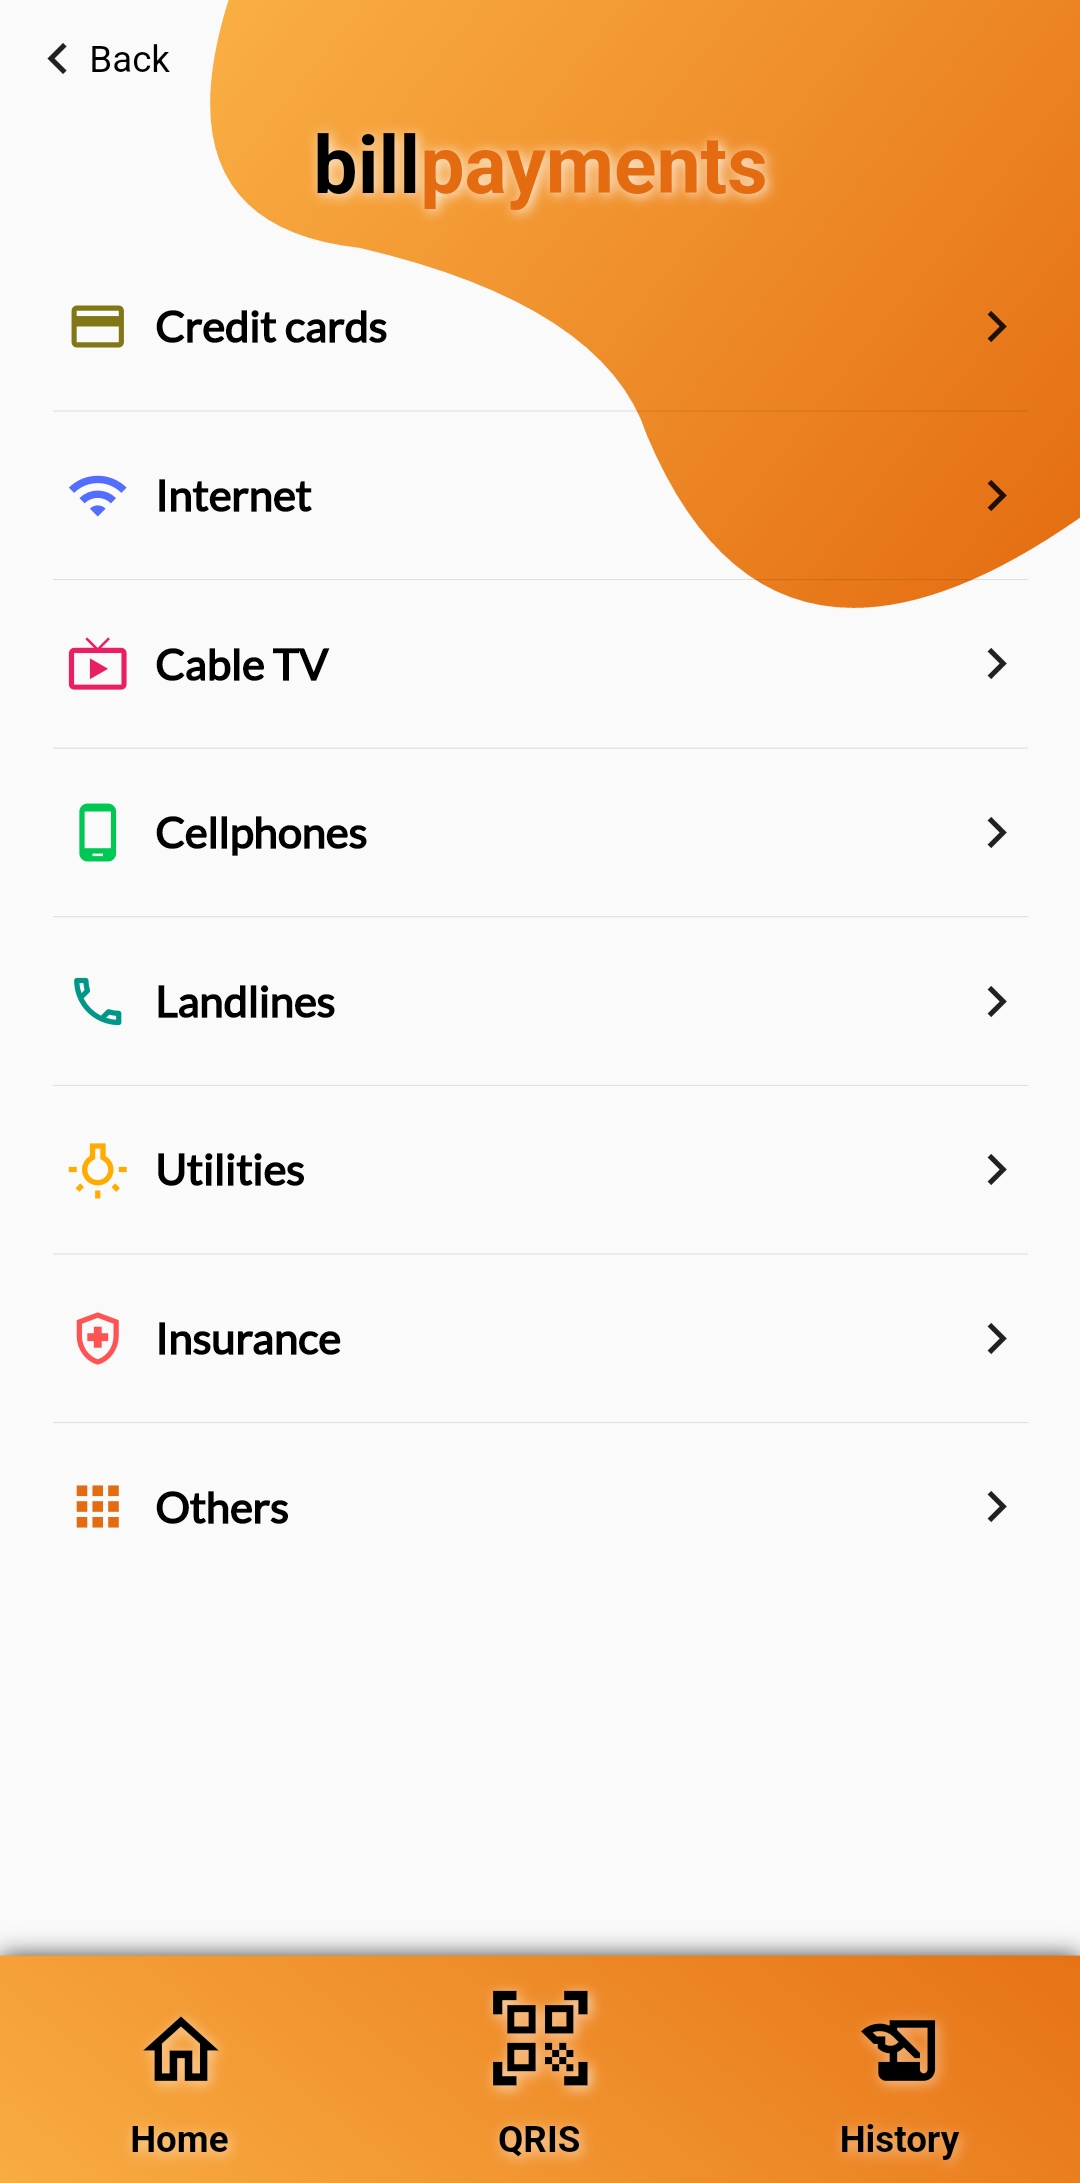 Back
billpayments
Credit cards
Internet
Cable TV
Cellphones
Landlines
Utilities
Insurance
Others
Home
QRIS
History